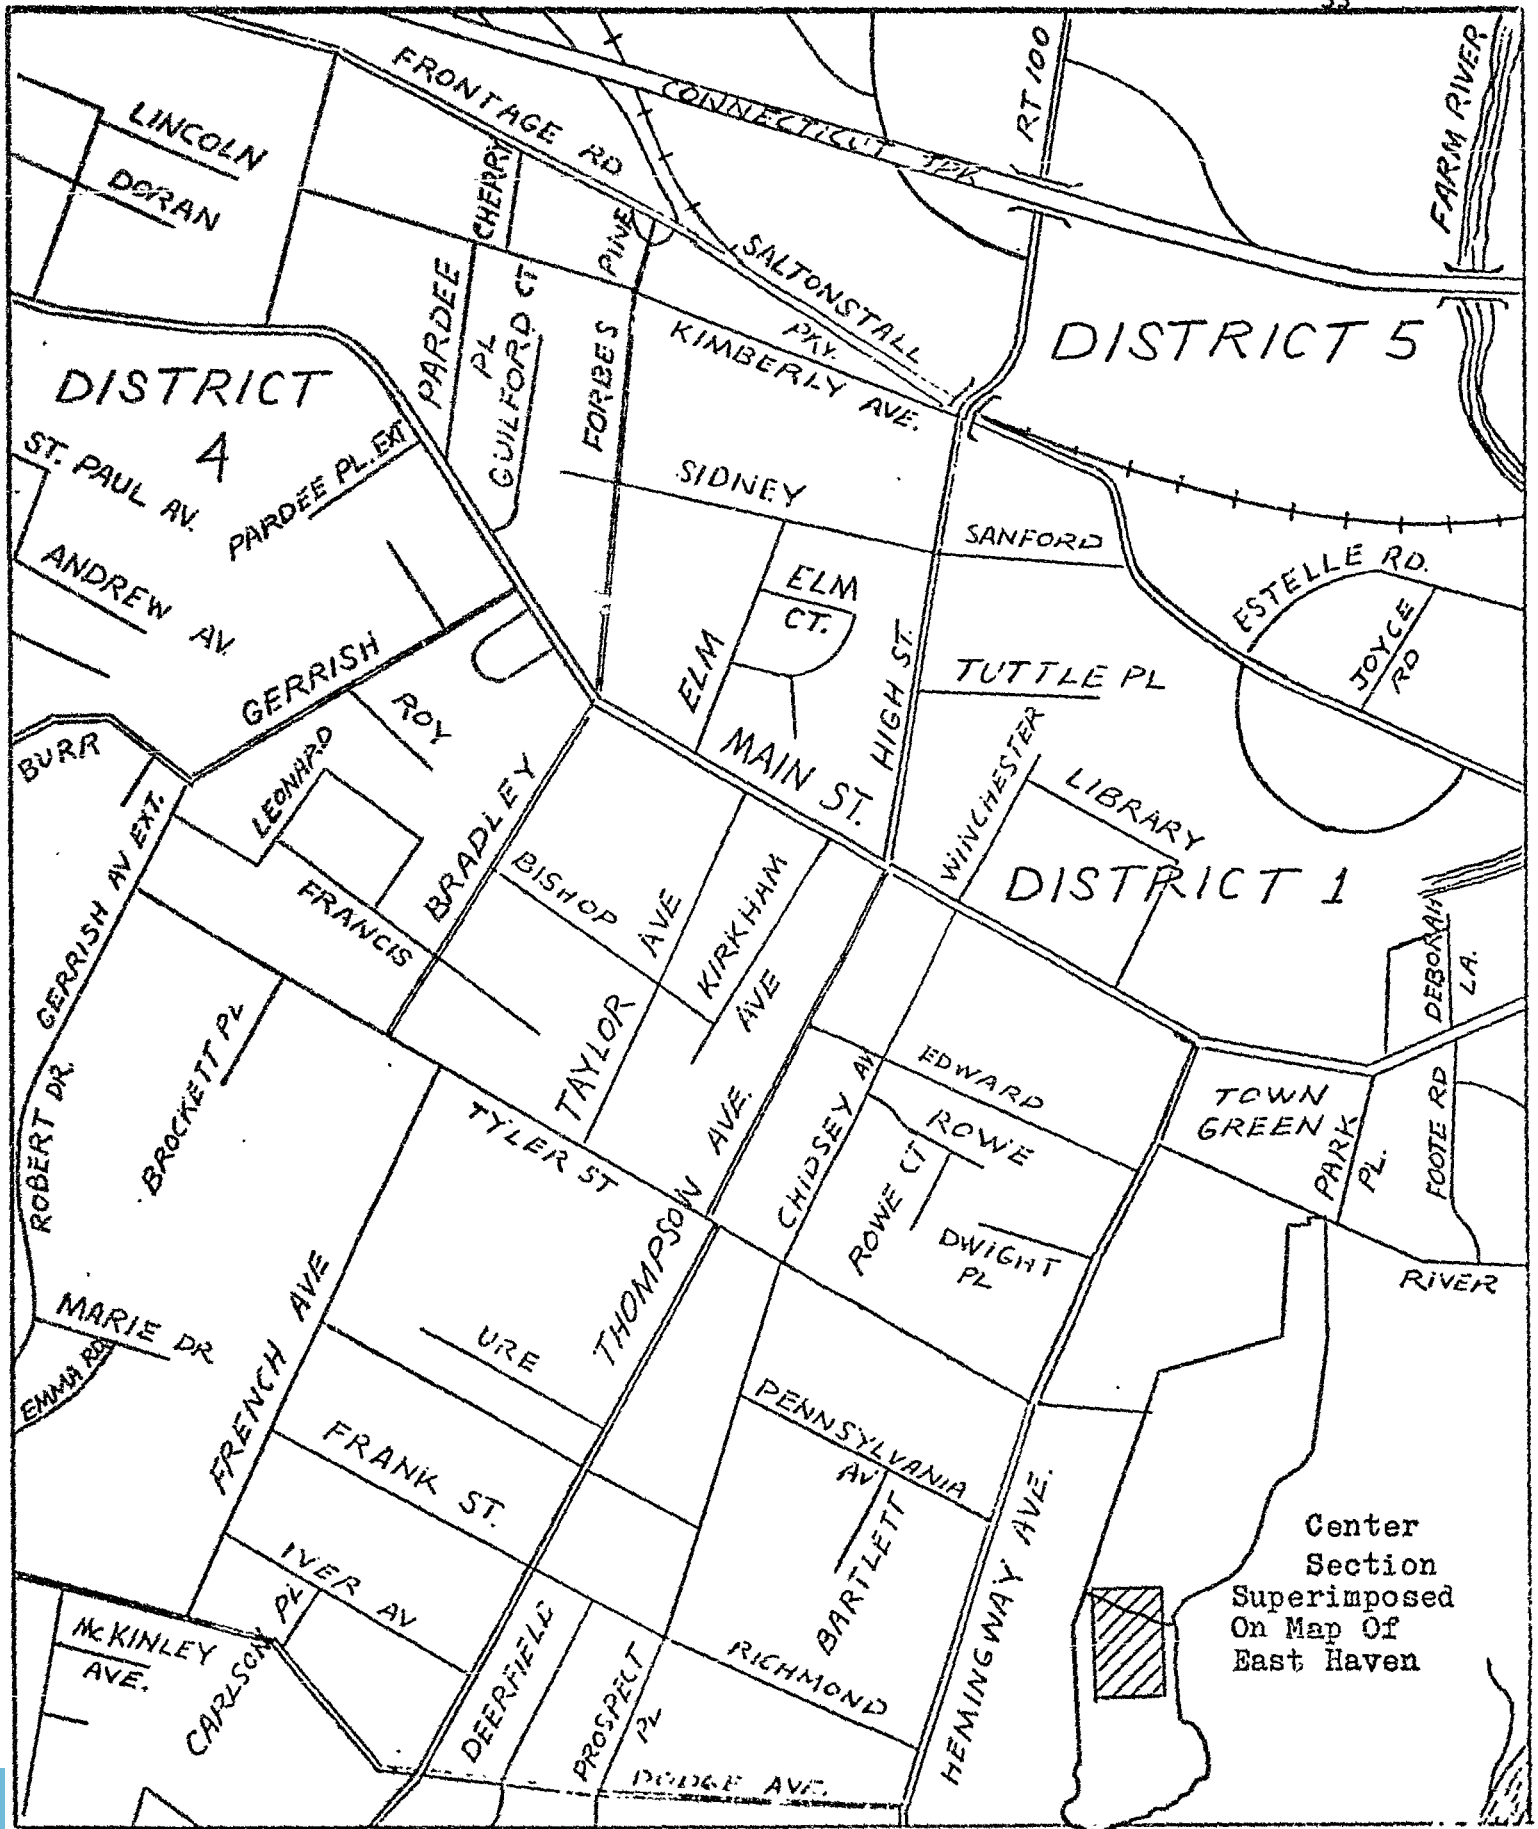 FRONTAGE RD
CONNECTICUT TPK
RT 100
FARM RIVER
LINCOLN
DORAN
CHERRY
PINE
SALTONSTALL
PKY.
PARDEE
PL
GUILFORD CT
FORBES
KIMBERLY AVE.
DISTRICT 5
DISTRICT
4
ST. PAUL AV.
PARDEE PL. EXT
SIDNEY
SANFORD
ANDREW AV.
ELM
CT.
ESTELLE RD.
JOYCE
RD
GERRISH
ROY
ELM
HIGH ST.
TUTTLE PL
BURR
LEONARD
MAIN ST.
WINCHESTER
LIBRARY
GERRISH AV EXT.
BRADLEY
BISHOP
FRANCIS
TAYLOR AVE
KIRKHAM
AVE
DISTRICT 1
DEBORAH
LA.
BROCKETT PL
ROBERT DR.
TYLER ST
THOMPSON AVE.
CHIDSEY AV
EDWARD
ROWE
ROWE CT
DWIGHT
PL
TOWN
GREEN
PARK
PL.
FOOTE RD
RIVER
MARIE DR
EMMA RD
FRENCH AVE
URE
FRANK ST.
PENNSYLVANIA
AV
BARTLETT
HEMINGWAY AVE.
IVER AV
McKINLEY
AVE.
CARLSON PL
DEERFIELD
PROSPECT
PL
RICHMOND
DODGE AVE.
Center
Section
Superimposed
On Map Of
East Haven